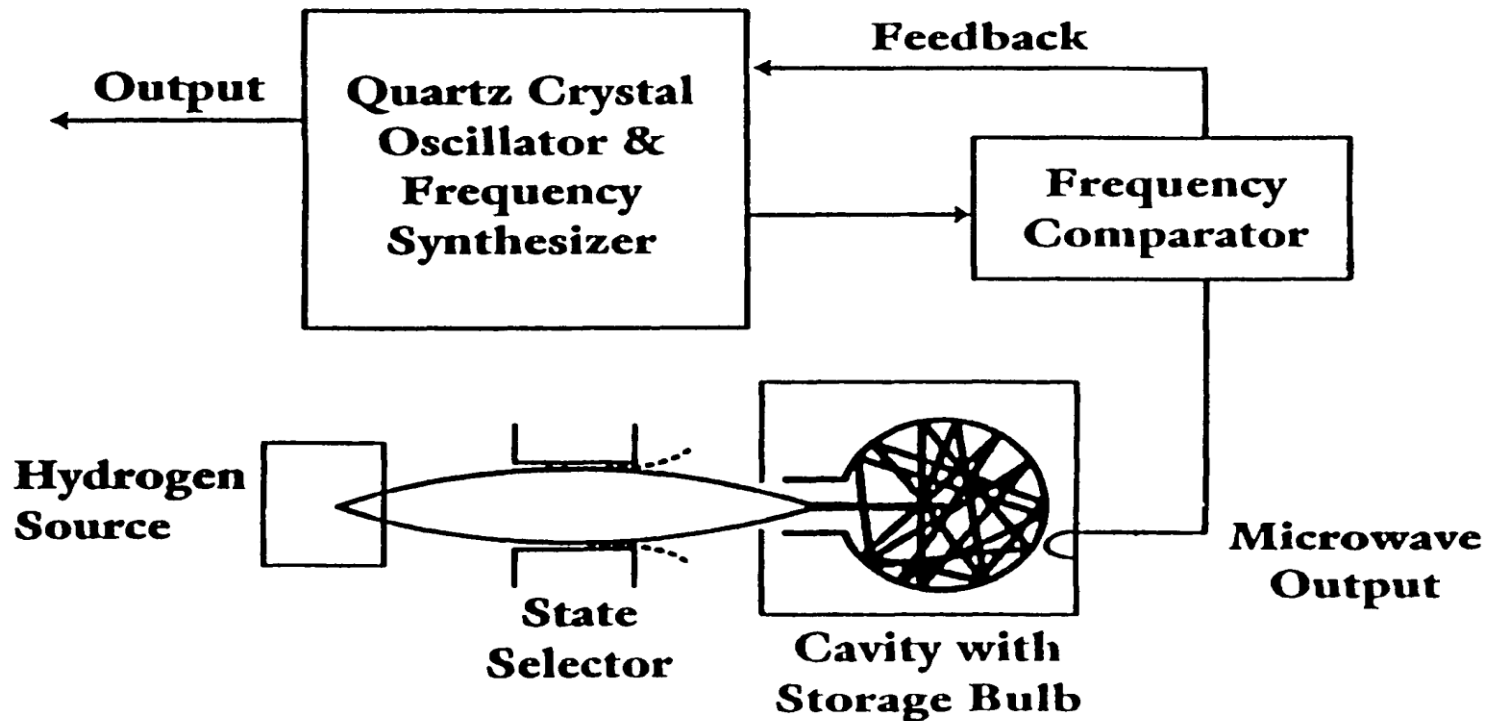 Feedback
Output
Quartz Crystal
Oscillator &
Frequency
Synthesizer
Frequency
Comparator
Hydrogen
Source
State
Selector
Cavity with
Storage Bulb
Microwave
Output